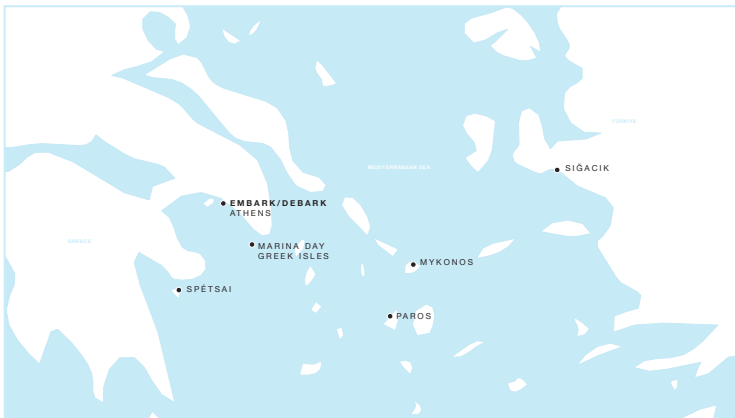 TÜRKIYE
MEDITERRANEAN SEA
SIĞACIK
EMBARK/DEBARK
ATHENS
GREECE
MARINA DAY
GREEK ISLES
MYKONOS
SPÉTSAI
PAROS